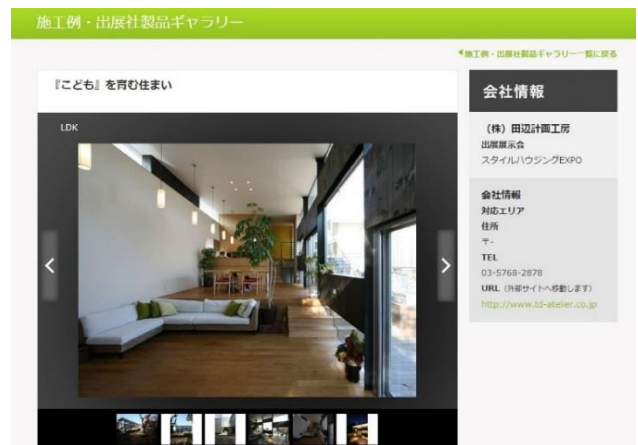 施工例・出展社製品ギャラリー
施工例・出展社製品ギャラリー一覧に戻る
『こども』を育む住まい
LDK
会社情報
（株）田辺計画工房
出展展示会
スタイルハウジングEXPO
会社情報
対応エリア
住所
〒-
TEL
03-5768-2878
URL（外部サイトへ移動します）
http://www.td-atelier.co.jp